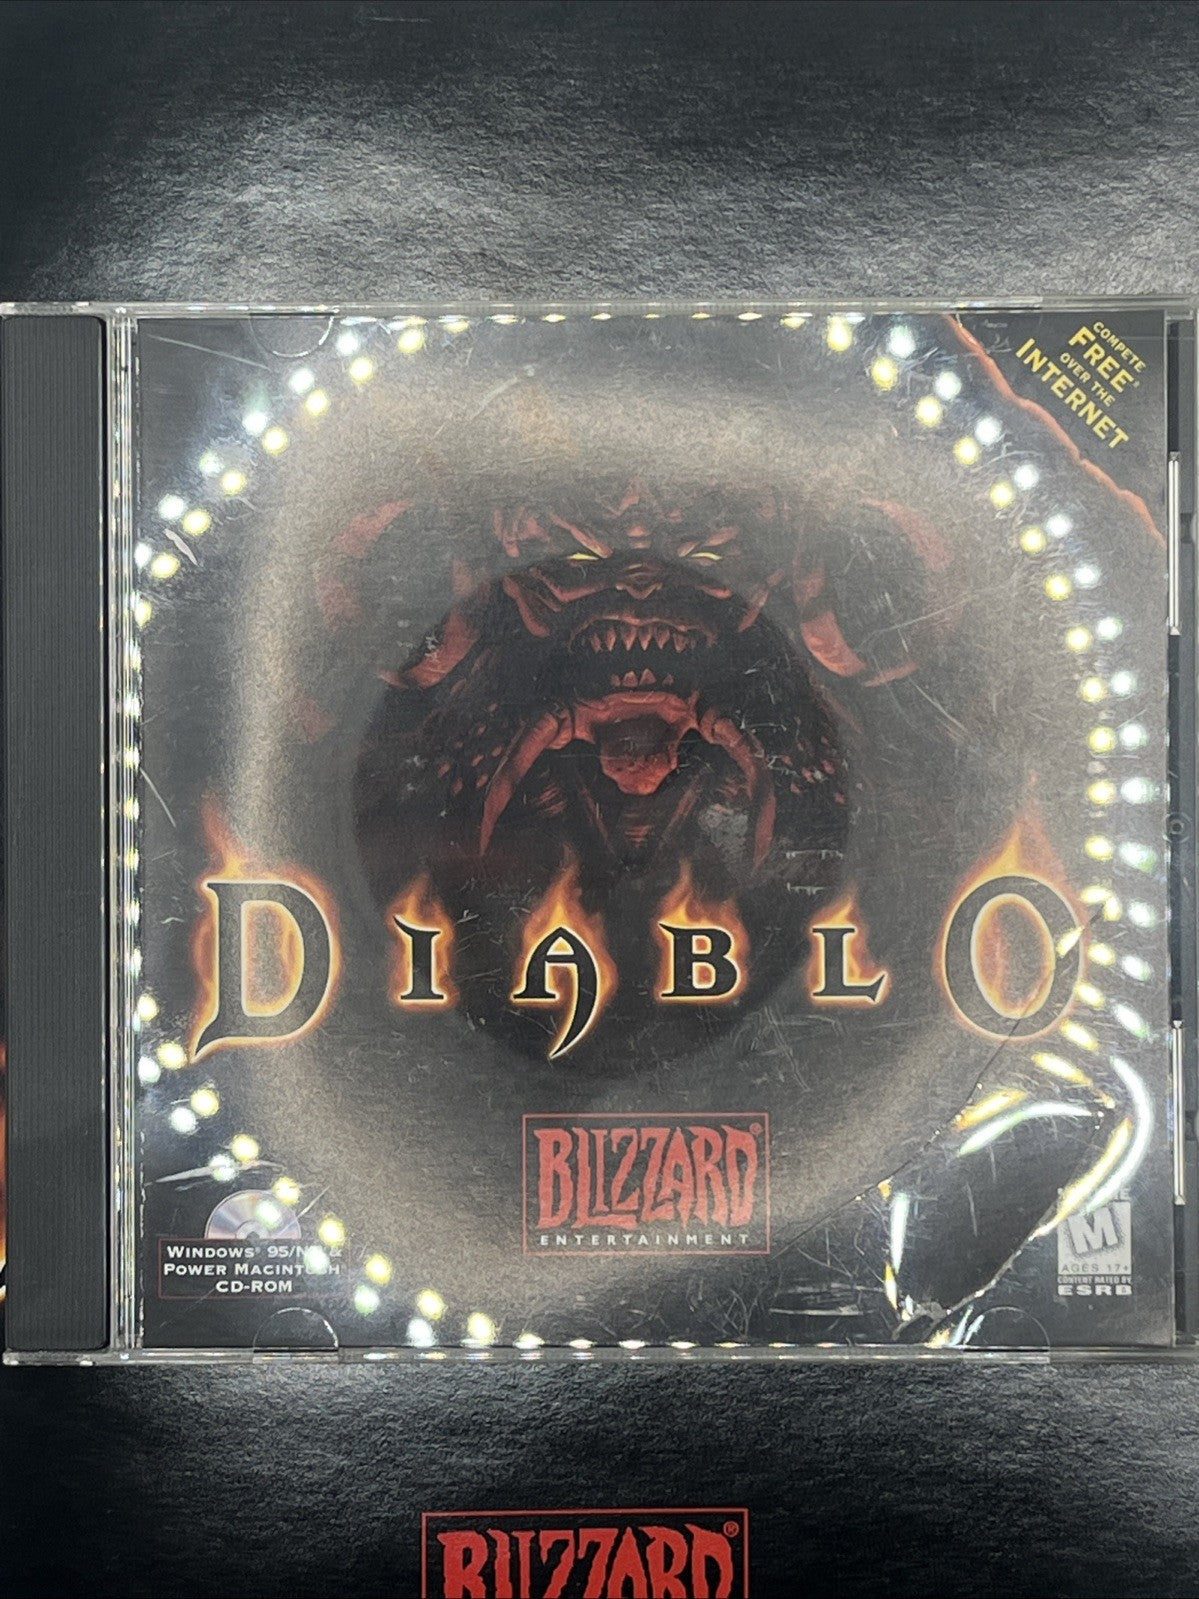 COMPETE
FREE*
OVER THE
INTERNET
DIABLO
BLIZZARD®
ENTERTAINMENT
WINDOWS® 95/
POWER MACINTOSH
CD-ROM
M
AGES 17+
CONTENT RATED BY
ESRB
BLIZZARD®